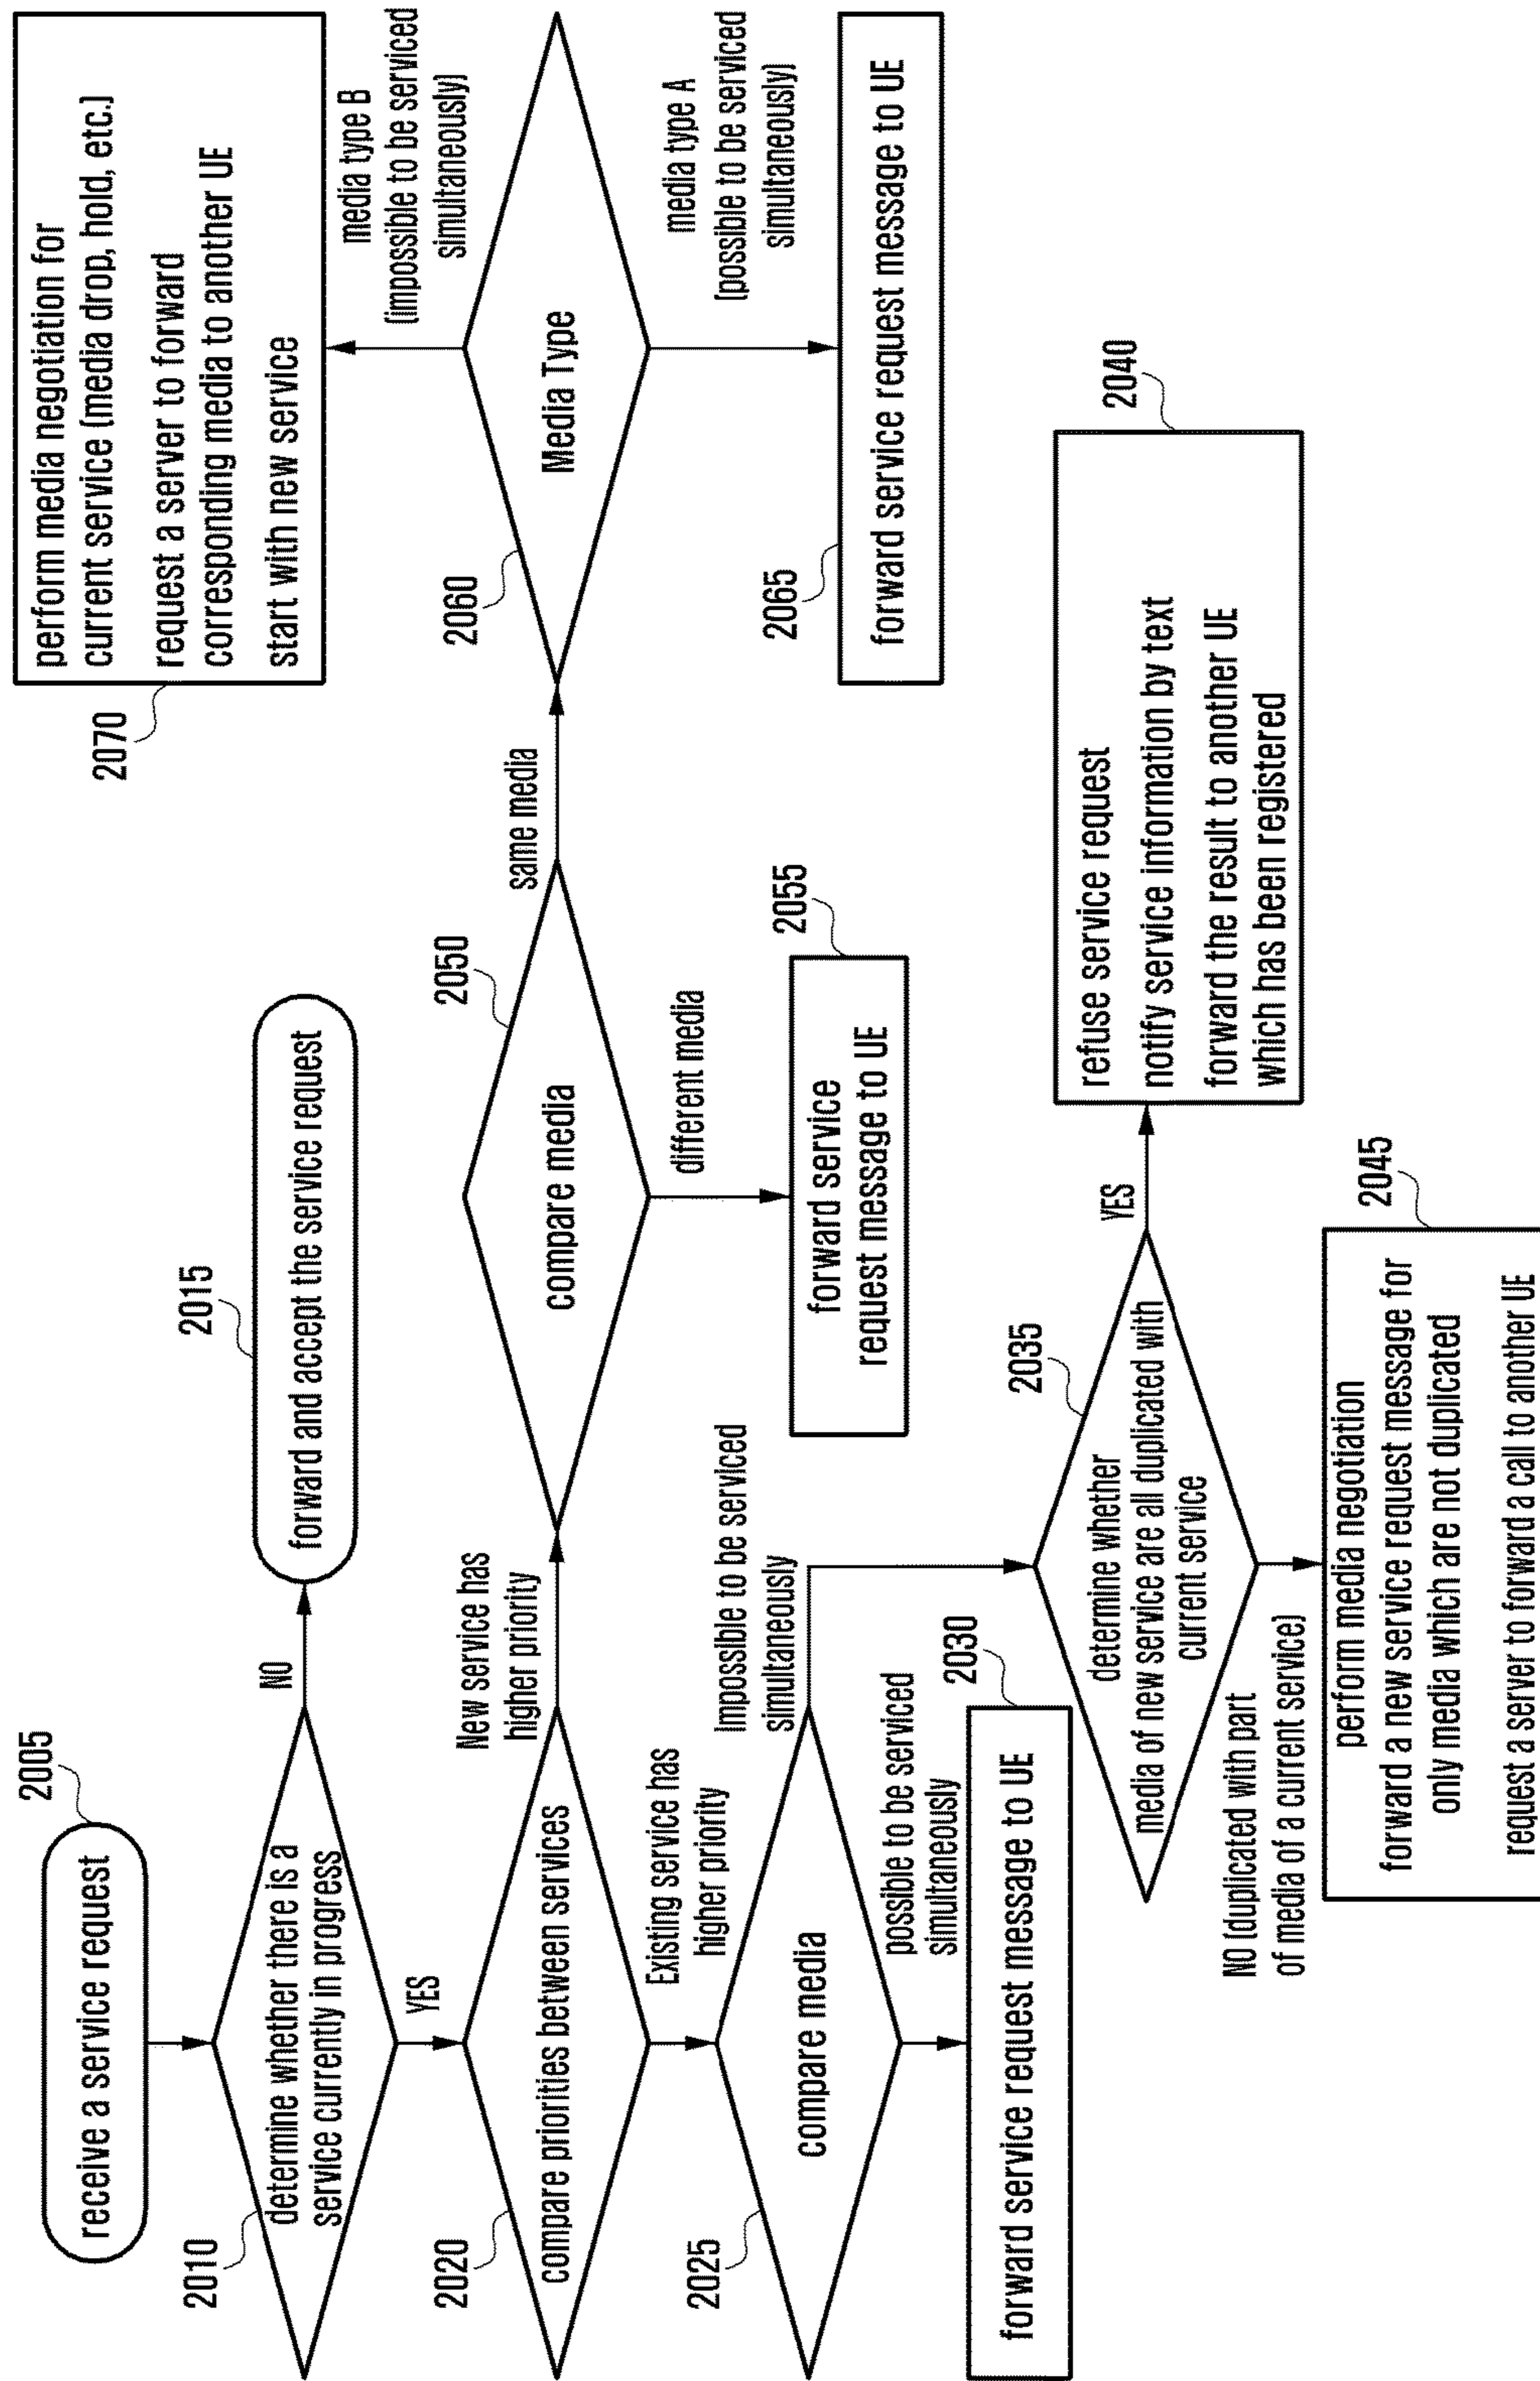 2005
receive a service request
2010
determine whether there is a
service currently in progress
NO
2015
forward and accept the service request
YES
2020
compare priorities between services
New service has
higher priority
2050
compare media
same media
2060
Media Type
media type B
(impossible to be serviced
simultaneously)
2070
perform media negotiation for
current service (media drop, hold, etc.)
request a server to forward
corresponding media to another UE
start with new service
media type A
(possible to be serviced
simultaneously)
2065
forward service request message to UE
different media
2055
forward service
request message to UE
Existing service has
higher priority
2025
compare media
Impossible to be serviced
simultaneously
possible to be serviced
simultaneously
2030
forward service request message to UE
2035
determine whether
media of new service are all duplicated with
current service
YES
2040
refuse service request
notify service information by text
forward the result to another UE
which has been registered
NO (duplicated with part
of media of a current service)
2045
perform media negotiation
forward a new service request message for
only media which are not duplicated
request a server to forward a call to another UE